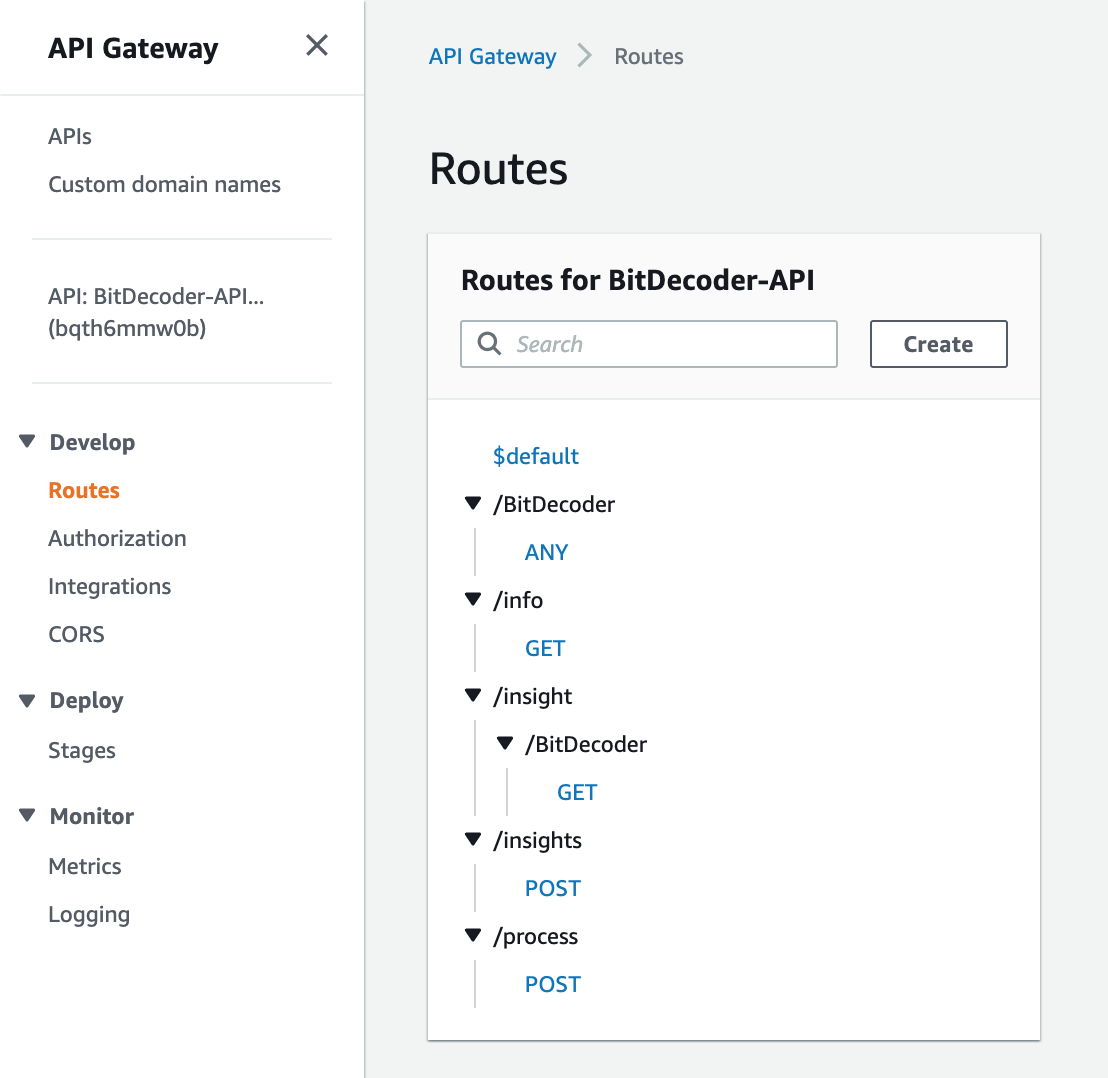 API Gateway
APIs
Custom domain names
API: BitDecoder-API...
(bqth6mmw0b)
Develop
Routes
Authorization
Integrations
CORS
Deploy
Stages
Monitor
Metrics
Logging
API Gateway > Routes
Routes
Routes for BitDecoder-API
Search
Create
$default
/BitDecoder
ANY
/info
GET
/insight
/BitDecoder
GET
/insights
POST
/process
POST